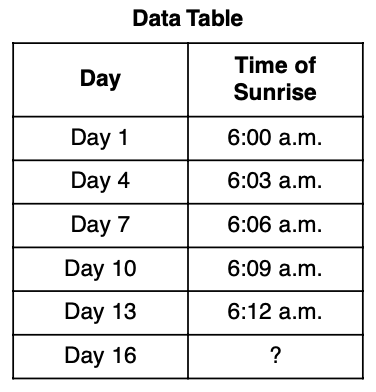 Data Table
Day
Time of
Sunrise
Day 1 6:00 a.m.
Day 4 6:03 a.m.
Day 7 6:06 a.m.
Day 10 6:09 a.m.
Day 13 6:12 a.m.
Day 16 ?